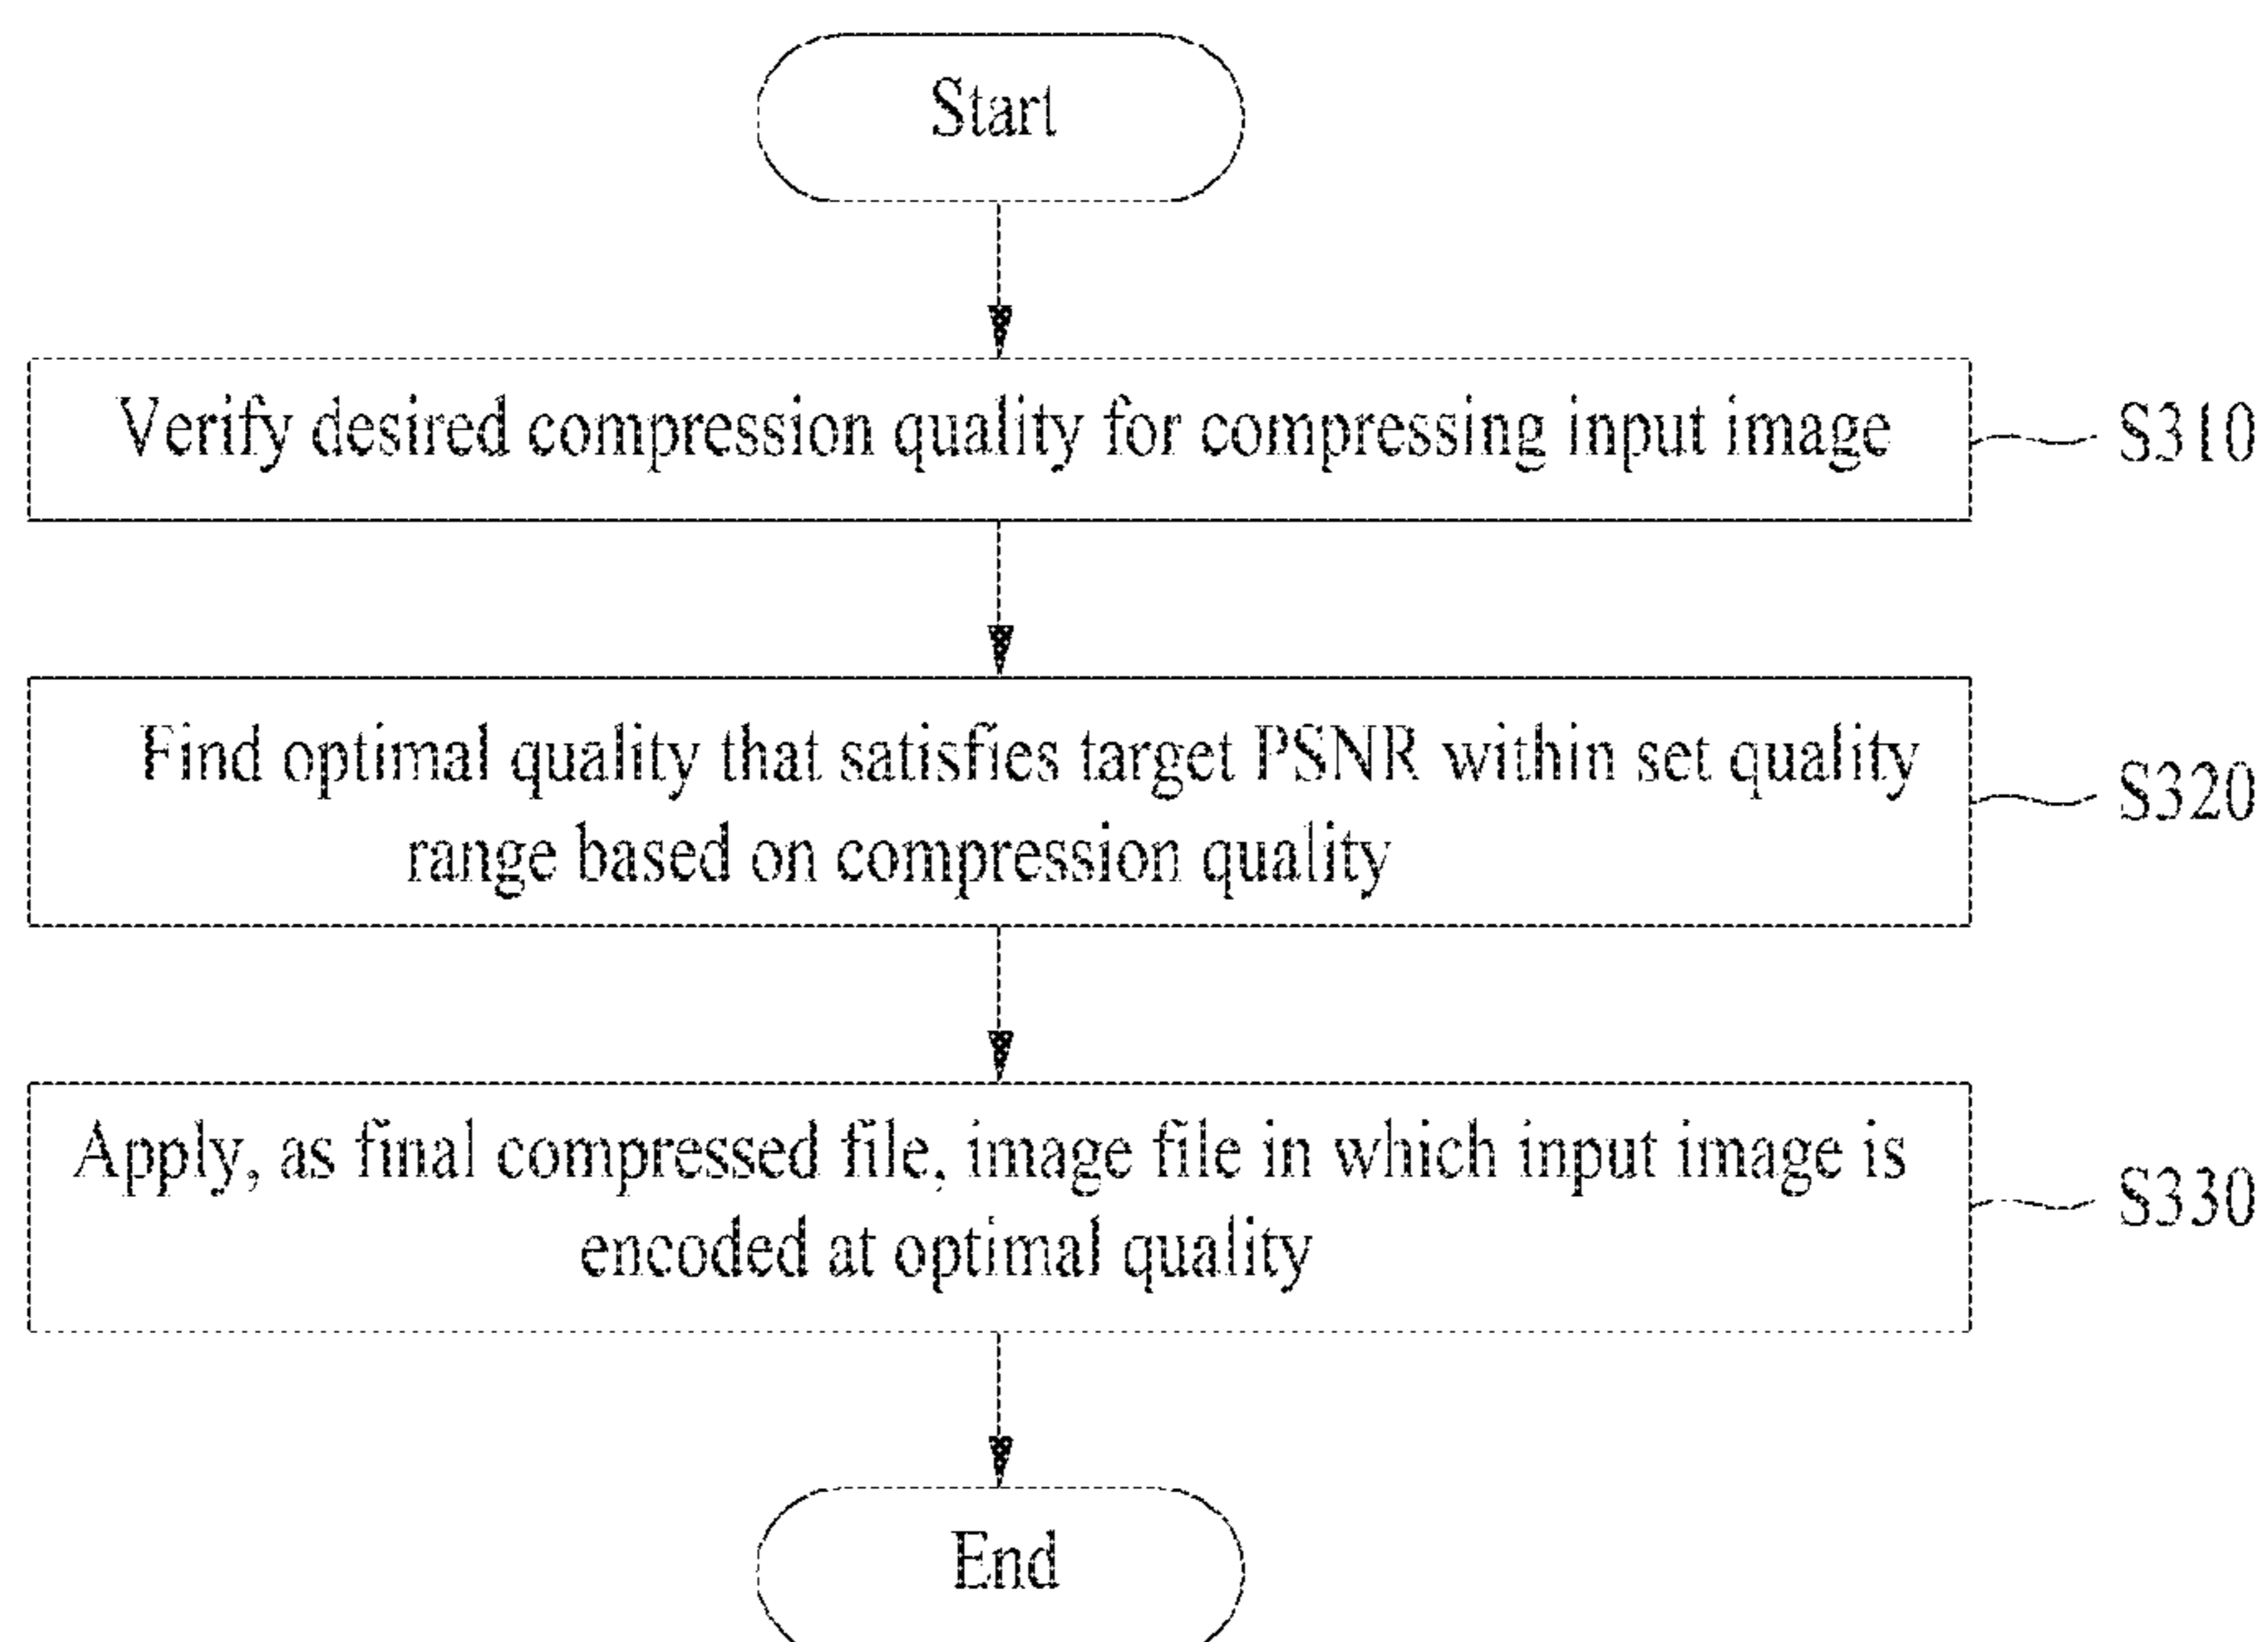 Start
Verify desired compression quality for compressing input image
S310
Find optimal quality that satisfies target PSNR within set quality
range based on compression quality
S320
Apply, as final compressed file, image file in which input image is
encoded at optimal quality
S330
End